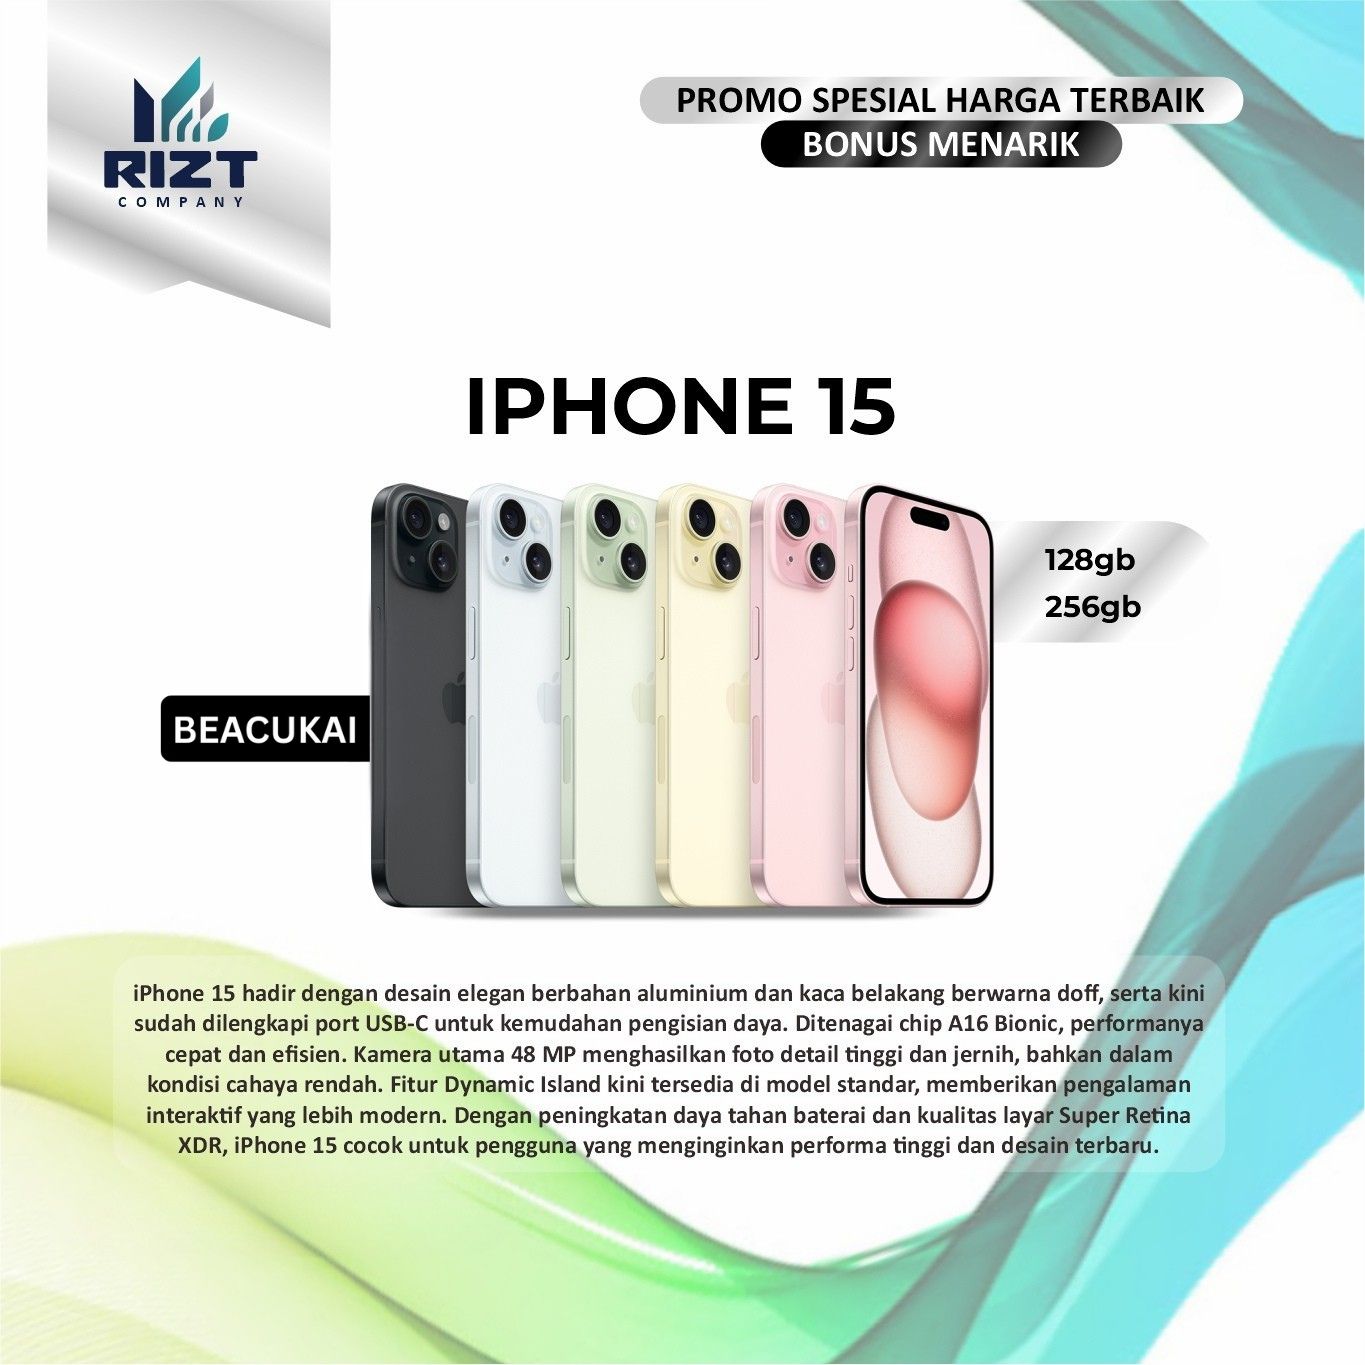 RIZT
COMPANY
PROMO SPESIAL HARGA TERBAIK
BONUS MENARIK
IPHONE 15
128gb
256gb
BEACUKAI
iPhone 15 hadir dengan desain elegan berbahan aluminium dan kaca belakang berwarna doff, serta kini
sudah dilengkapi port USB-C untuk kemudahan pengisian daya. Ditenagai chip A16 Bionic, performanya
cepat dan efisien. Kamera utama 48 MP menghasilkan foto detail tinggi dan jernih, bahkan dalam
kondisi cahaya rendah. Fitur Dynamic Island kini tersedia di model standar, memberikan pengalaman
interaktif yang lebih modern. Dengan peningkatan daya tahan baterai dan kualitas layar Super Retina
XDR, iPhone 15 cocok untuk pengguna yang menginginkan performa tinggi dan desain terbaru.